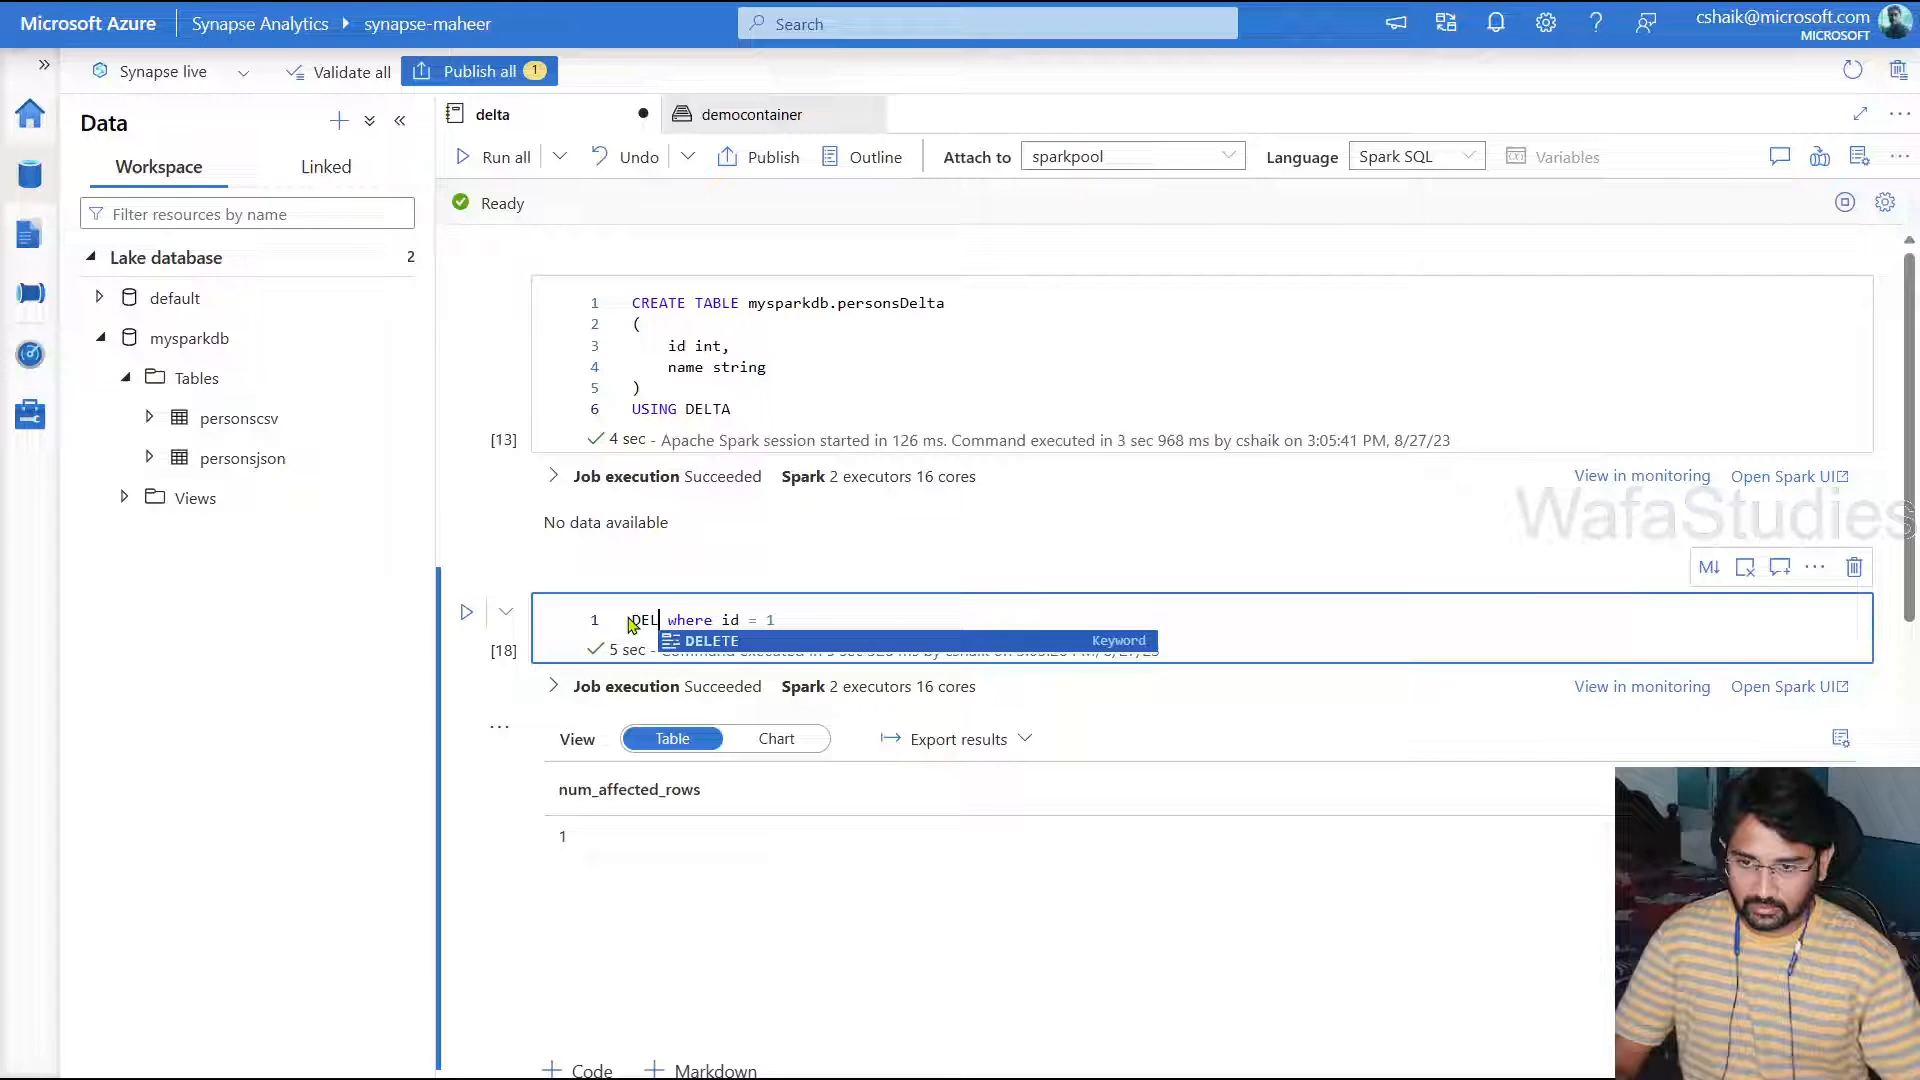 Microsoft Azure
Synapse Analytics
synapse-maheer
Search
cshaik@microsoft.com
MICROSOFT
Synapse live
Validate all
Publish all 1
Data
Workspace
Linked
Filter resources by name
Lake database 2
default
mysparkdb
Tables
personscsv
personsjson
Views
delta
democontainer
Run all
Undo
Publish
Outline
Attach to sparkpool
Language Spark SQL
Variables
Ready
1 CREATE TABLE mysparkdb.personsDelta
2 (
3 id int,
4 name string
5 )
6 USING DELTA
[13] 4 sec - Apache Spark session started in 126 ms. Command executed in 3 sec 968 ms by cshaik on 3:05:41 PM, 8/27/23
Job execution Succeeded Spark 2 executors 16 cores View in monitoring Open Spark UI
No data available
WafaStudies
1 DEL where id = 1
DELETE Keyword
[18] 5 sec -
Job execution Succeeded Spark 2 executors 16 cores View in monitoring Open Spark UI
View Table Chart Export results
num_affected_rows
1
Code Markdown